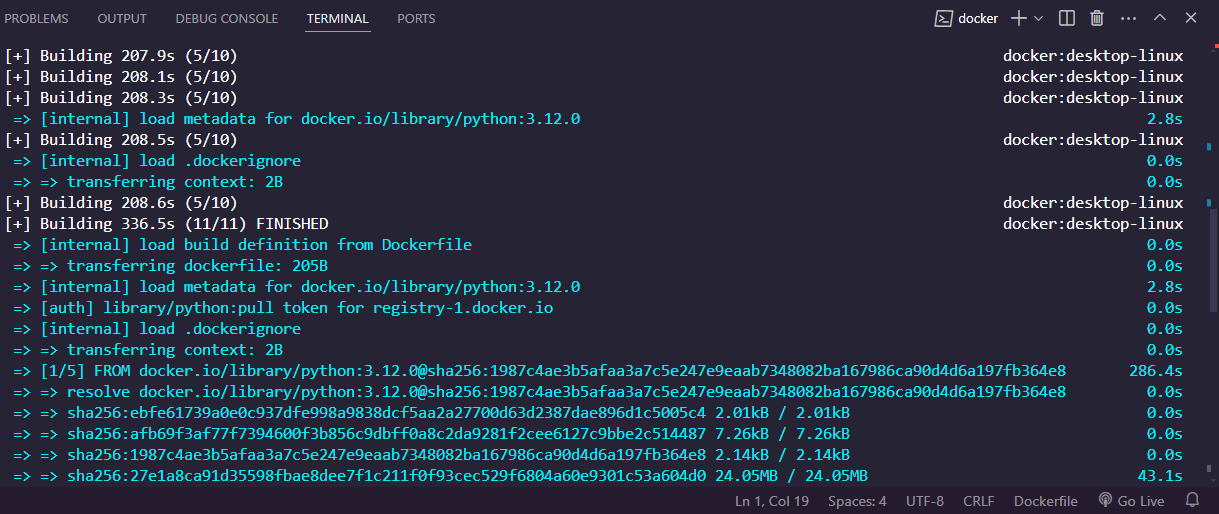 PROBLEMS OUTPUT DEBUG CONSOLE TERMINAL PORTS docker
[+] Building 207.9s (5/10) docker:desktop-linux
[+] Building 208.1s (5/10) docker:desktop-linux
[+] Building 208.3s (5/10) docker:desktop-linux
=> [internal] load metadata for docker.io/library/python:3.12.0 2.8s
[+] Building 208.5s (5/10) docker:desktop-linux
=> [internal] load .dockerignore 0.0s
=> => transferring context: 2B 0.0s
[+] Building 208.6s (5/10) docker:desktop-linux
[+] Building 336.5s (11/11) FINISHED docker:desktop-linux
=> [internal] load build definition from Dockerfile 0.0s
=> => transferring dockerfile: 205B 0.0s
=> [internal] load metadata for docker.io/library/python:3.12.0 2.8s
=> [auth] library/python:pull token for registry-1.docker.io 0.0s
=> [internal] load .dockerignore 0.0s
=> => transferring context: 2B 0.0s
=> [1/5] FROM docker.io/library/python:3.12.0@sha256:1987c4ae3b5afaa3a7c5e247e9eaab7348082ba167986ca90d4d6a197fb364e8 286.4s
=> => resolve docker.io/library/python:3.12.0@sha256:1987c4ae3b5afaa3a7c5e247e9eaab7348082ba167986ca90d4d6a197fb364e8 0.0s
=> => sha256:ebfe61739a0e0c937dfe998a9838dcf5aa2a27700d63d2387dae896d1c5005c4 2.01kB / 2.01kB 0.0s
=> => sha256:afb69f3af77f7394600f3b856c9dbff0a8c2da9281f2cee6127c9bbe2c514487 7.26kB / 7.26kB 0.0s
=> => sha256:1987c4ae3b5afaa3a7c5e247e9eaab7348082ba167986ca90d4d6a197fb364e8 2.14kB / 2.14kB 0.0s
=> => sha256:27e1a8ca91d35598fbae8dee7f1c211f0f93cec529f6804a60e9301c53a604d0 24.05MB / 24.05MB 43.1s
Ln 1, Col 19 Spaces: 4 UTF-8 CRLF Dockerfile Go Live